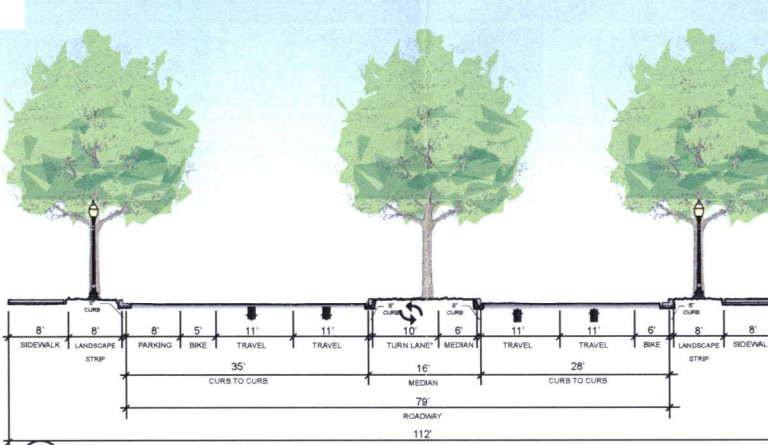 6" CURB 6" CURB 6" CURB 6" CURB
8' 8' 8' 5' 11' 11' 10' 6' 11' 11' 6' 8' 8'
SIDEWALK LANDSCAPE STRIP PARKING BIKE TRAVEL TRAVEL TURN LANE* MEDIAN TRAVEL TRAVEL BIKE LANDSCAPE STRIP SIDEWAL
35' 16' 28'
CURB TO CURB MEDIAN CURB TO CURB
79'
ROADWAY
112'